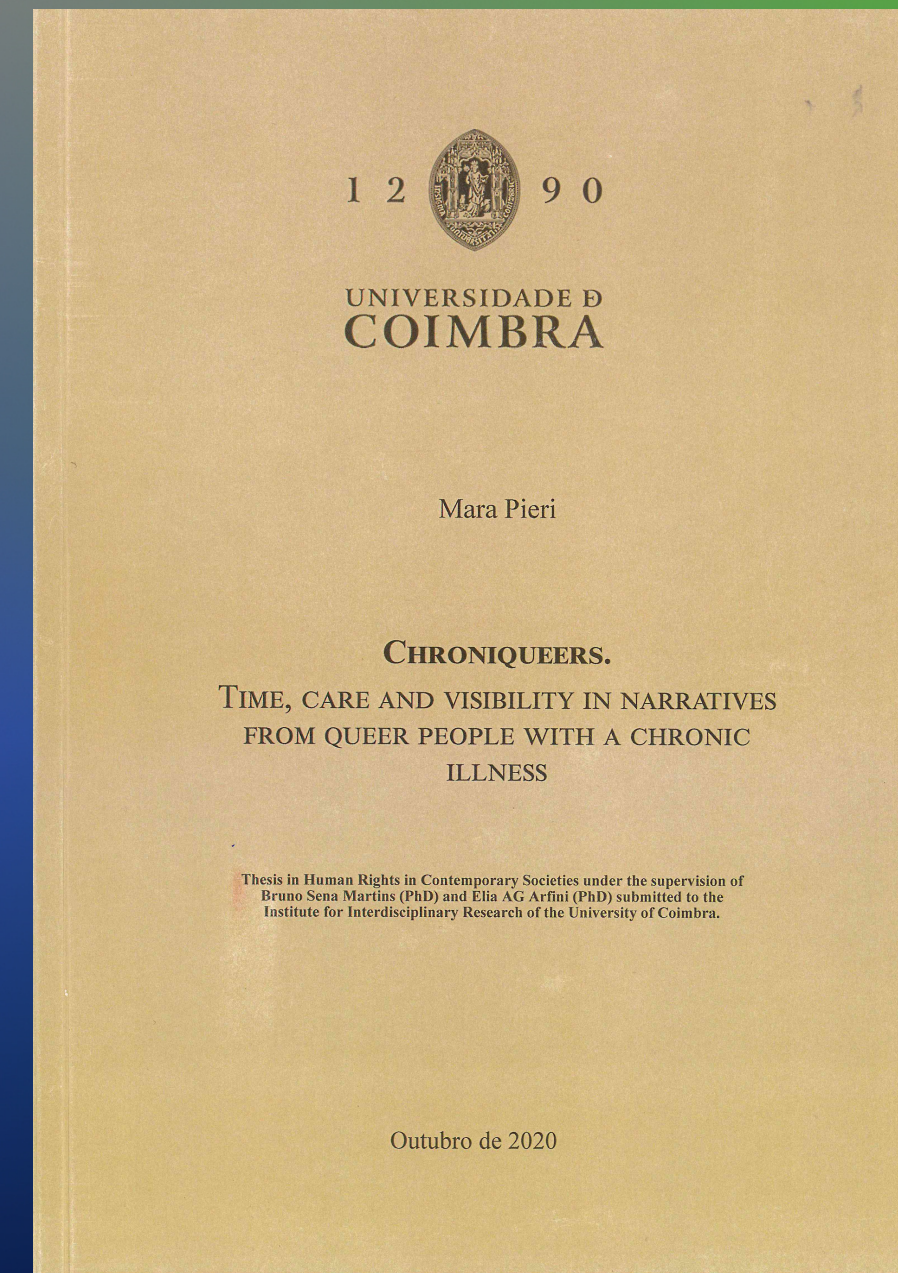 1 2 9 0
UNIVERSIDADE Đ
COIMBRA
Mara Pieri
CHRONIQUEERS.
TIME, CARE AND VISIBILITY IN NARRATIVES
FROM QUEER PEOPLE WITH A CHRONIC
ILLNESS
Thesis in Human Rights in Contemporary Societies under the supervision of
Bruno Sena Martins (PhD) and Elia AG Arfini (PhD) submitted to the
Institute for Interdisciplinary Research of the University of Coimbra.
Outubro de 2020